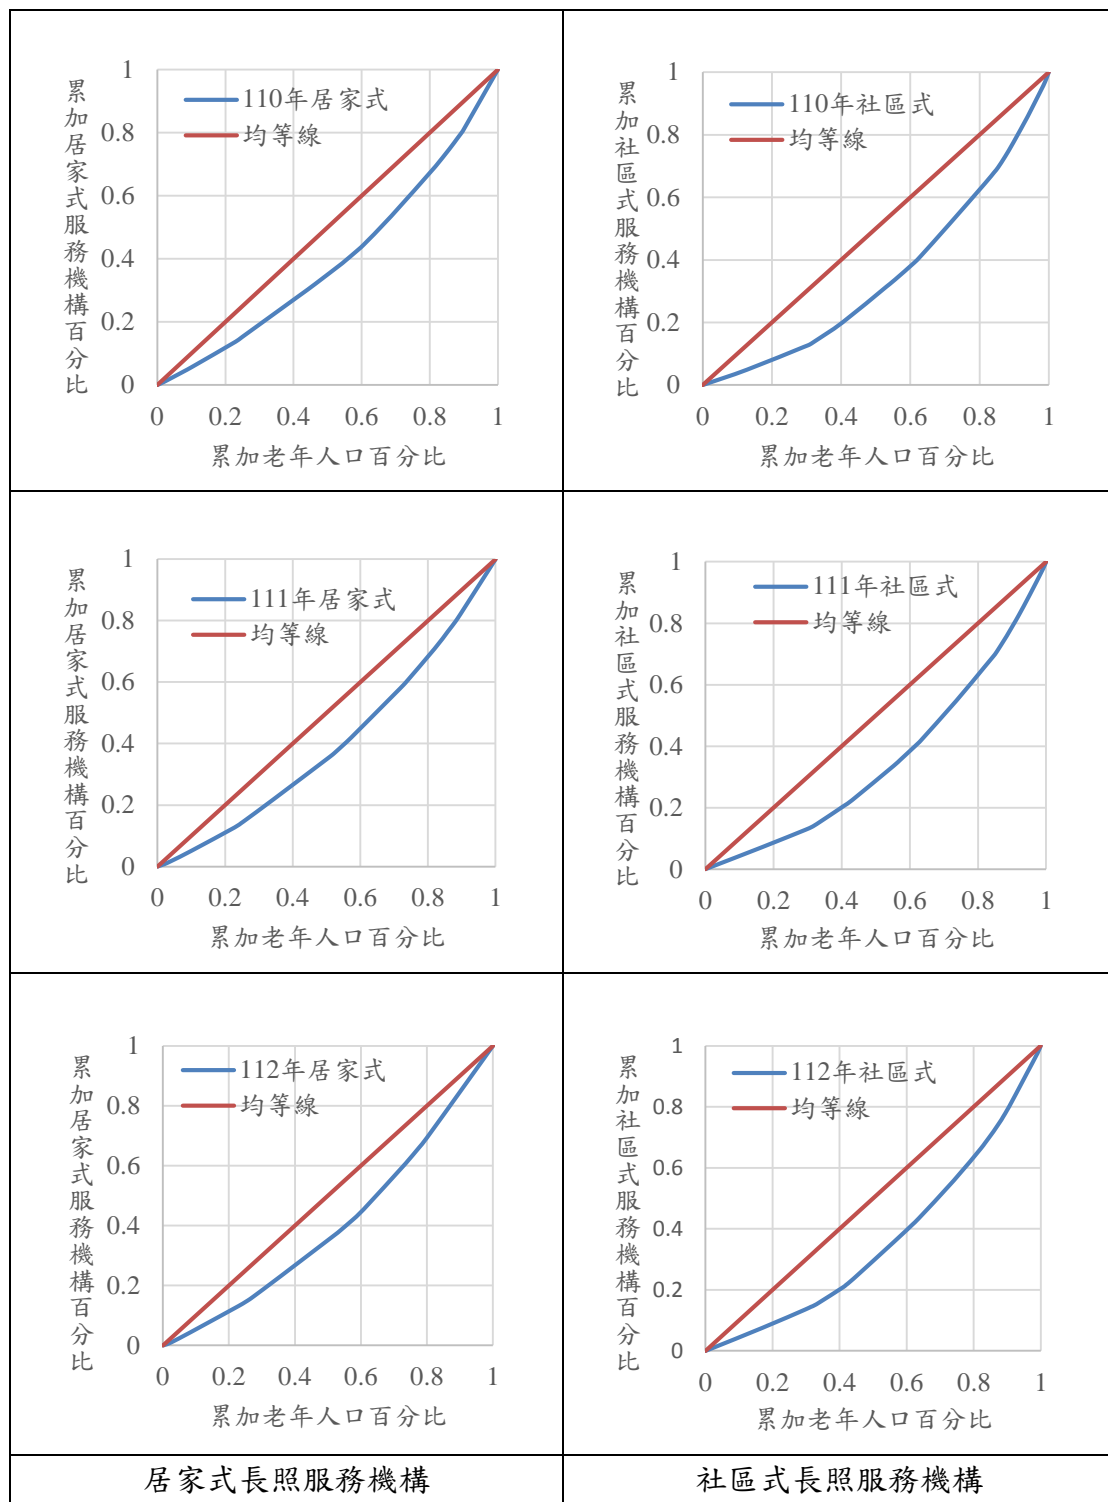 累加居家式服務機構百分比
1
0.8
0.6
0.4
0.2
0
110年居家式
均等線
0 0.2 0.4 0.6 0.8 1
累加老年人口百分比
累加社區式服務機構百分比
1
0.8
0.6
0.4
0.2
0
110年社區式
均等線
0 0.2 0.4 0.6 0.8 1
累加老年人口百分比
累加居家式服務機構百分比
1
0.8
0.6
0.4
0.2
0
111年居家式
均等線
0 0.2 0.4 0.6 0.8 1
累加老年人口百分比
累加社區式服務機構百分比
1
0.8
0.6
0.4
0.2
0
111年社區式
均等線
0 0.2 0.4 0.6 0.8 1
累加老年人口百分比
累加居家式服務機構百分比
1
0.8
0.6
0.4
0.2
0
112年居家式
均等線
0 0.2 0.4 0.6 0.8 1
累加老年人口百分比
累加社區式服務機構百分比
1
0.8
0.6
0.4
0.2
0
112年社區式
均等線
0 0.2 0.4 0.6 0.8 1
累加老年人口百分比
居家式長照服務機構
社區式長照服務機構